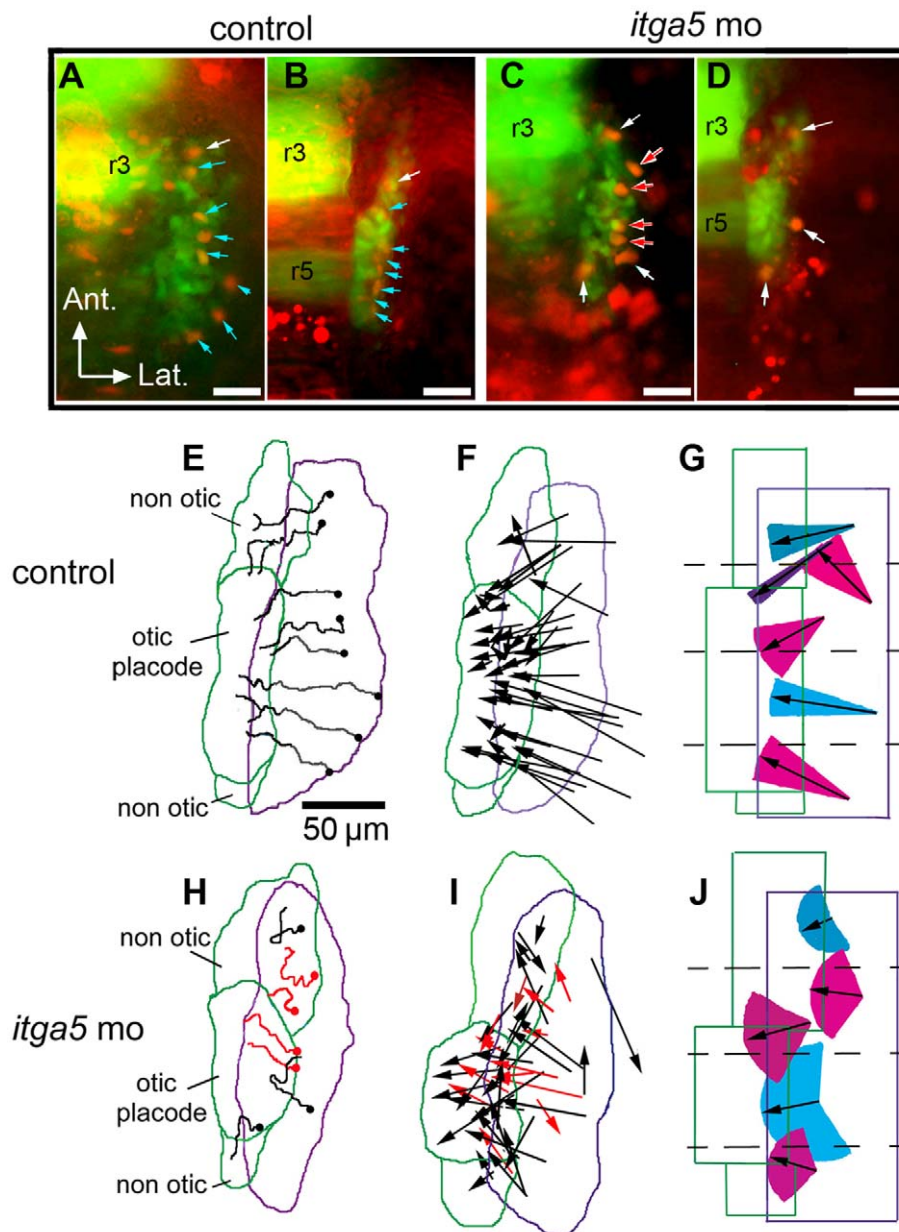 control
itga5 mo
A
B
C
D
r3
r3
r3
r5
r5
Ant.
Lat.
E
F
G
non otic
control
otic
placode
non otic
50 µm
H
I
J
non otic
itga5 mo
otic
placode
non otic